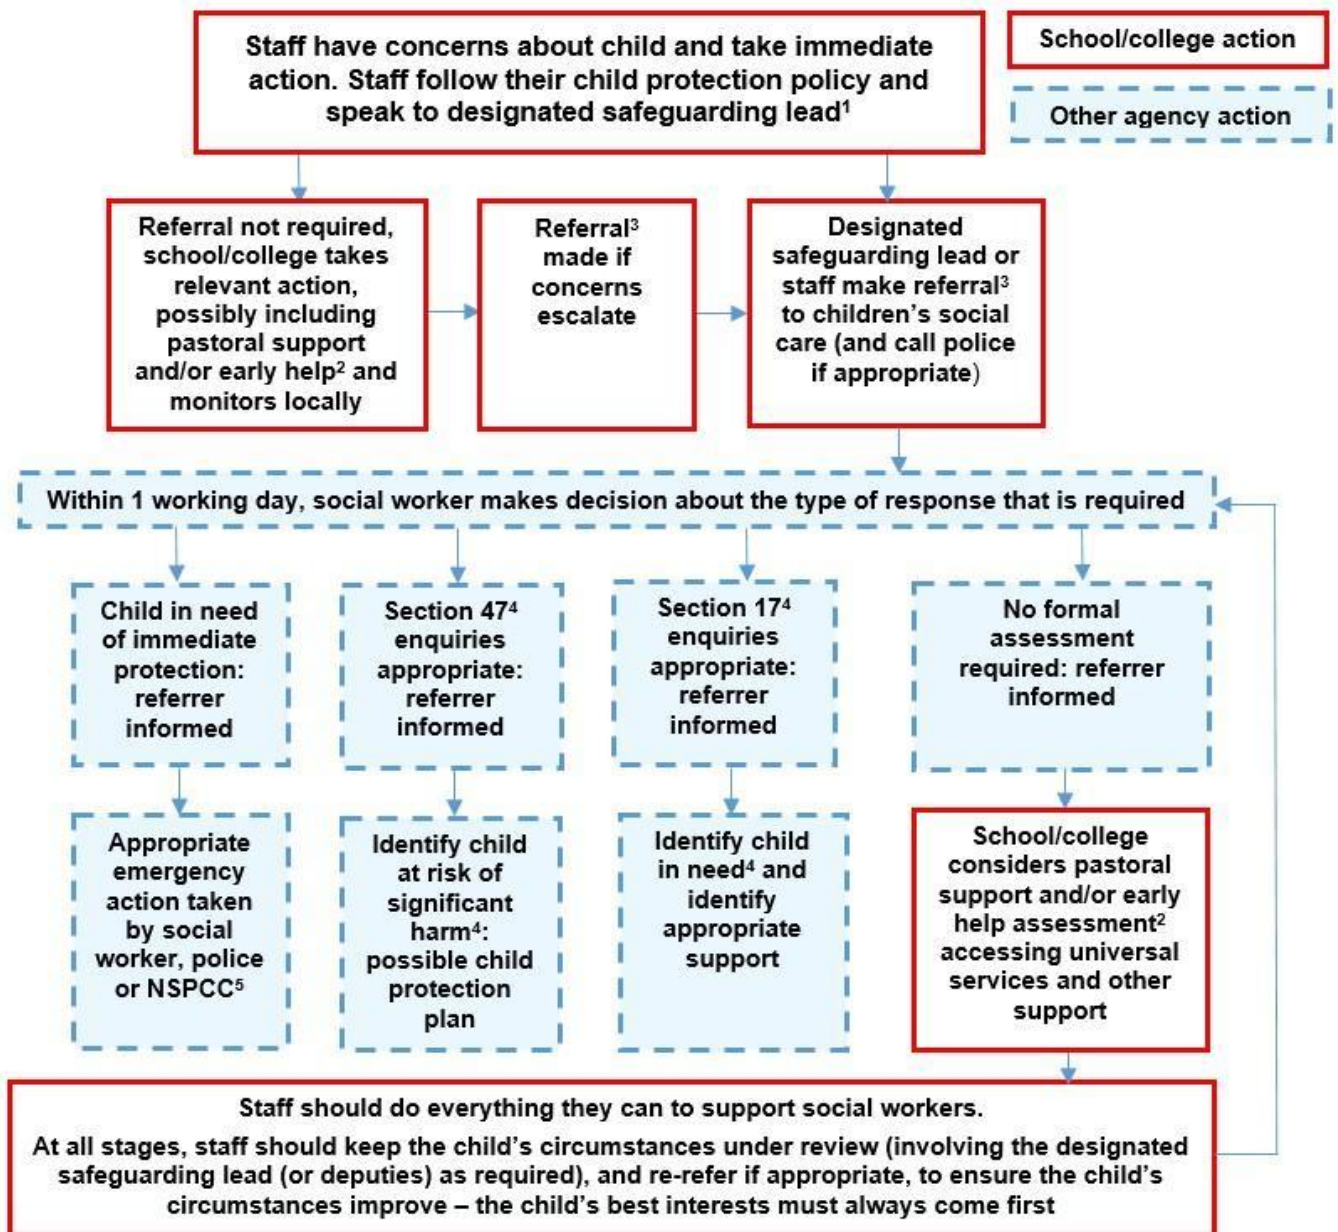 Staff have concerns about child and take immediate
action. Staff follow their child protection policy and
speak to designated safeguarding lead¹
School/college action
Other agency action
Referral not required,
school/college takes
relevant action,
possibly including
pastoral support
and/or early help² and
monitors locally
Referral³
made if
concerns
escalate
Designated
safeguarding lead or
staff make referral³
to children’s social
care (and call police
if appropriate)
Within 1 working day, social worker makes decision about the type of response that is required
Child in need
of immediate
protection:
referrer
informed
Section 47⁴
enquiries
appropriate:
referrer
informed
Section 17⁴
enquiries
appropriate:
referrer
informed
No formal
assessment
required: referrer
informed
Appropriate
emergency
action taken
by social
worker, police
or NSPCC⁵
Identify child
at risk of
significant
harm⁴:
possible child
protection
plan
Identify child
in need⁴ and
identify
appropriate
support
School/college
considers pastoral
support and/or early
help assessment²
accessing universal
services and other
support
Staff should do everything they can to support social workers.
At all stages, staff should keep the child’s circumstances under review (involving the designated
safeguarding lead (or deputies) as required), and re-refer if appropriate, to ensure the child’s
circumstances improve – the child’s best interests must always come first